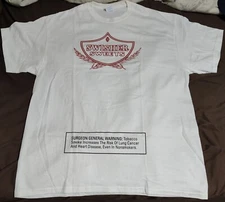 SWISHER
SWEETS
SURGEON GENERAL WARNING: Tobacco
Smoke Increases The Risk Of Lung Cancer
And Heart Disease, Even In Nonsmokers.